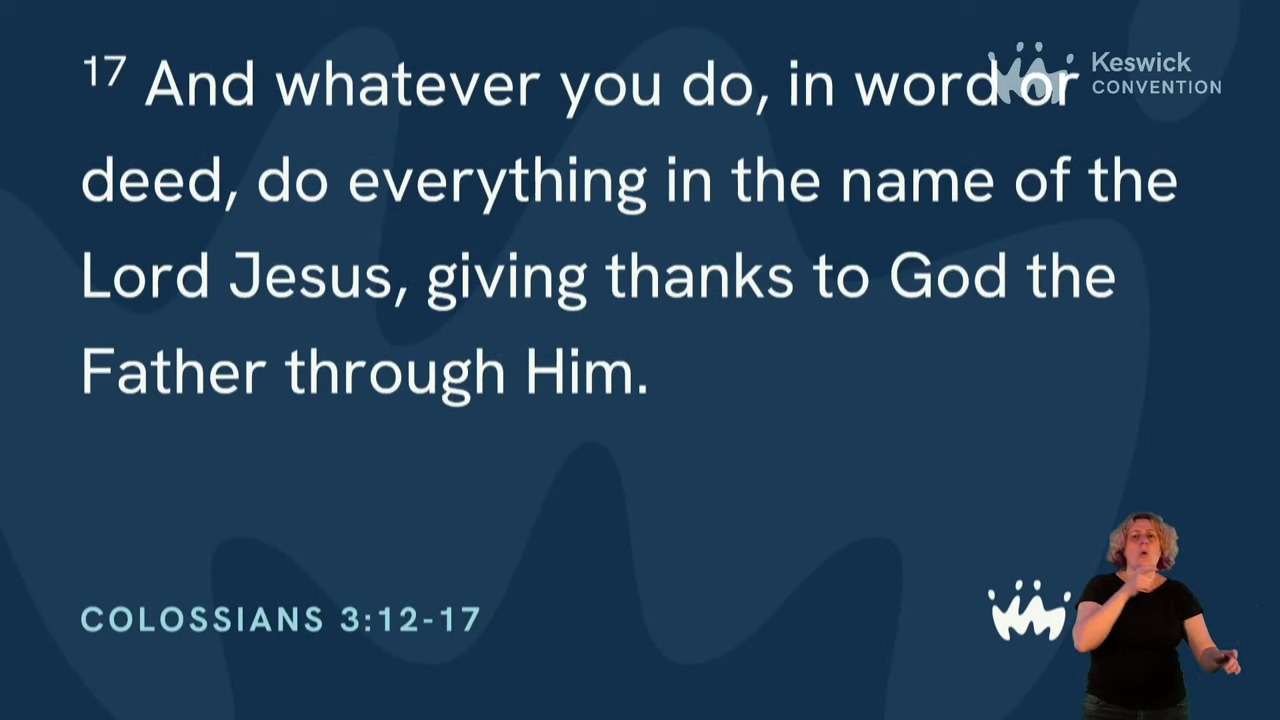 17 And whatever you do, in word or
deed, do everything in the name of the
Lord Jesus, giving thanks to God the
Father through Him.
Keswick
CONVENTION
COLOSSIANS 3:12-17